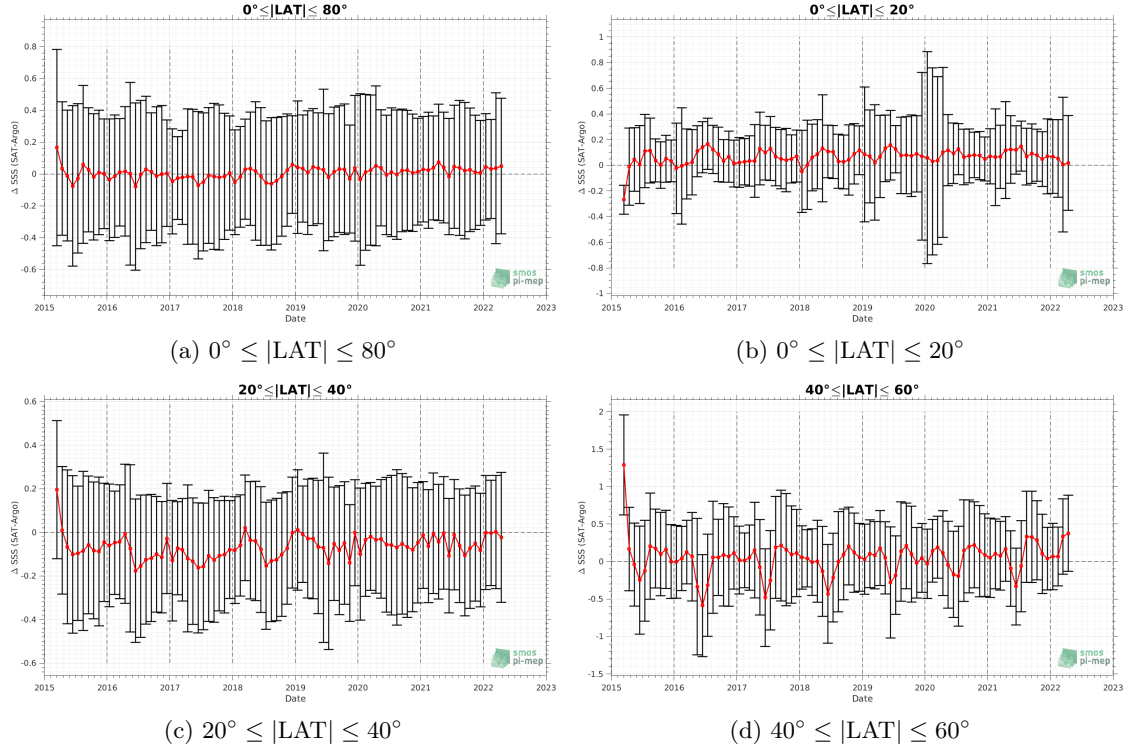 0°≤|LAT|≤ 80°
Δ SSS (SAT-Argo)
0.8
0.6
0.4
0.2
0
-0.2
-0.4
-0.6
2015 2016 2017 2018 2019 2020 2021 2022 2023
Date
smos
pi-mep
(a) 0° ≤ |LAT| ≤ 80°
0°≤|LAT|≤ 20°
Δ SSS (SAT-Argo)
1
0.8
0.6
0.4
0.2
0
-0.2
-0.4
-0.6
-0.8
-1
2015 2016 2017 2018 2019 2020 2021 2022 2023
Date
smos
pi-mep
(b) 0° ≤ |LAT| ≤ 20°
20°≤|LAT|≤ 40°
Δ SSS (SAT-Argo)
0.6
0.4
0.2
0
-0.2
-0.4
-0.6
2015 2016 2017 2018 2019 2020 2021 2022 2023
Date
smos
pi-mep
(c) 20° ≤ |LAT| ≤ 40°
40°≤|LAT|≤ 60°
Δ SSS (SAT-Argo)
2
1.5
1
0.5
0
-0.5
-1
-1.5
2015 2016 2017 2018 2019 2020 2021 2022 2023
Date
smos
pi-mep
(d) 40° ≤ |LAT| ≤ 60°